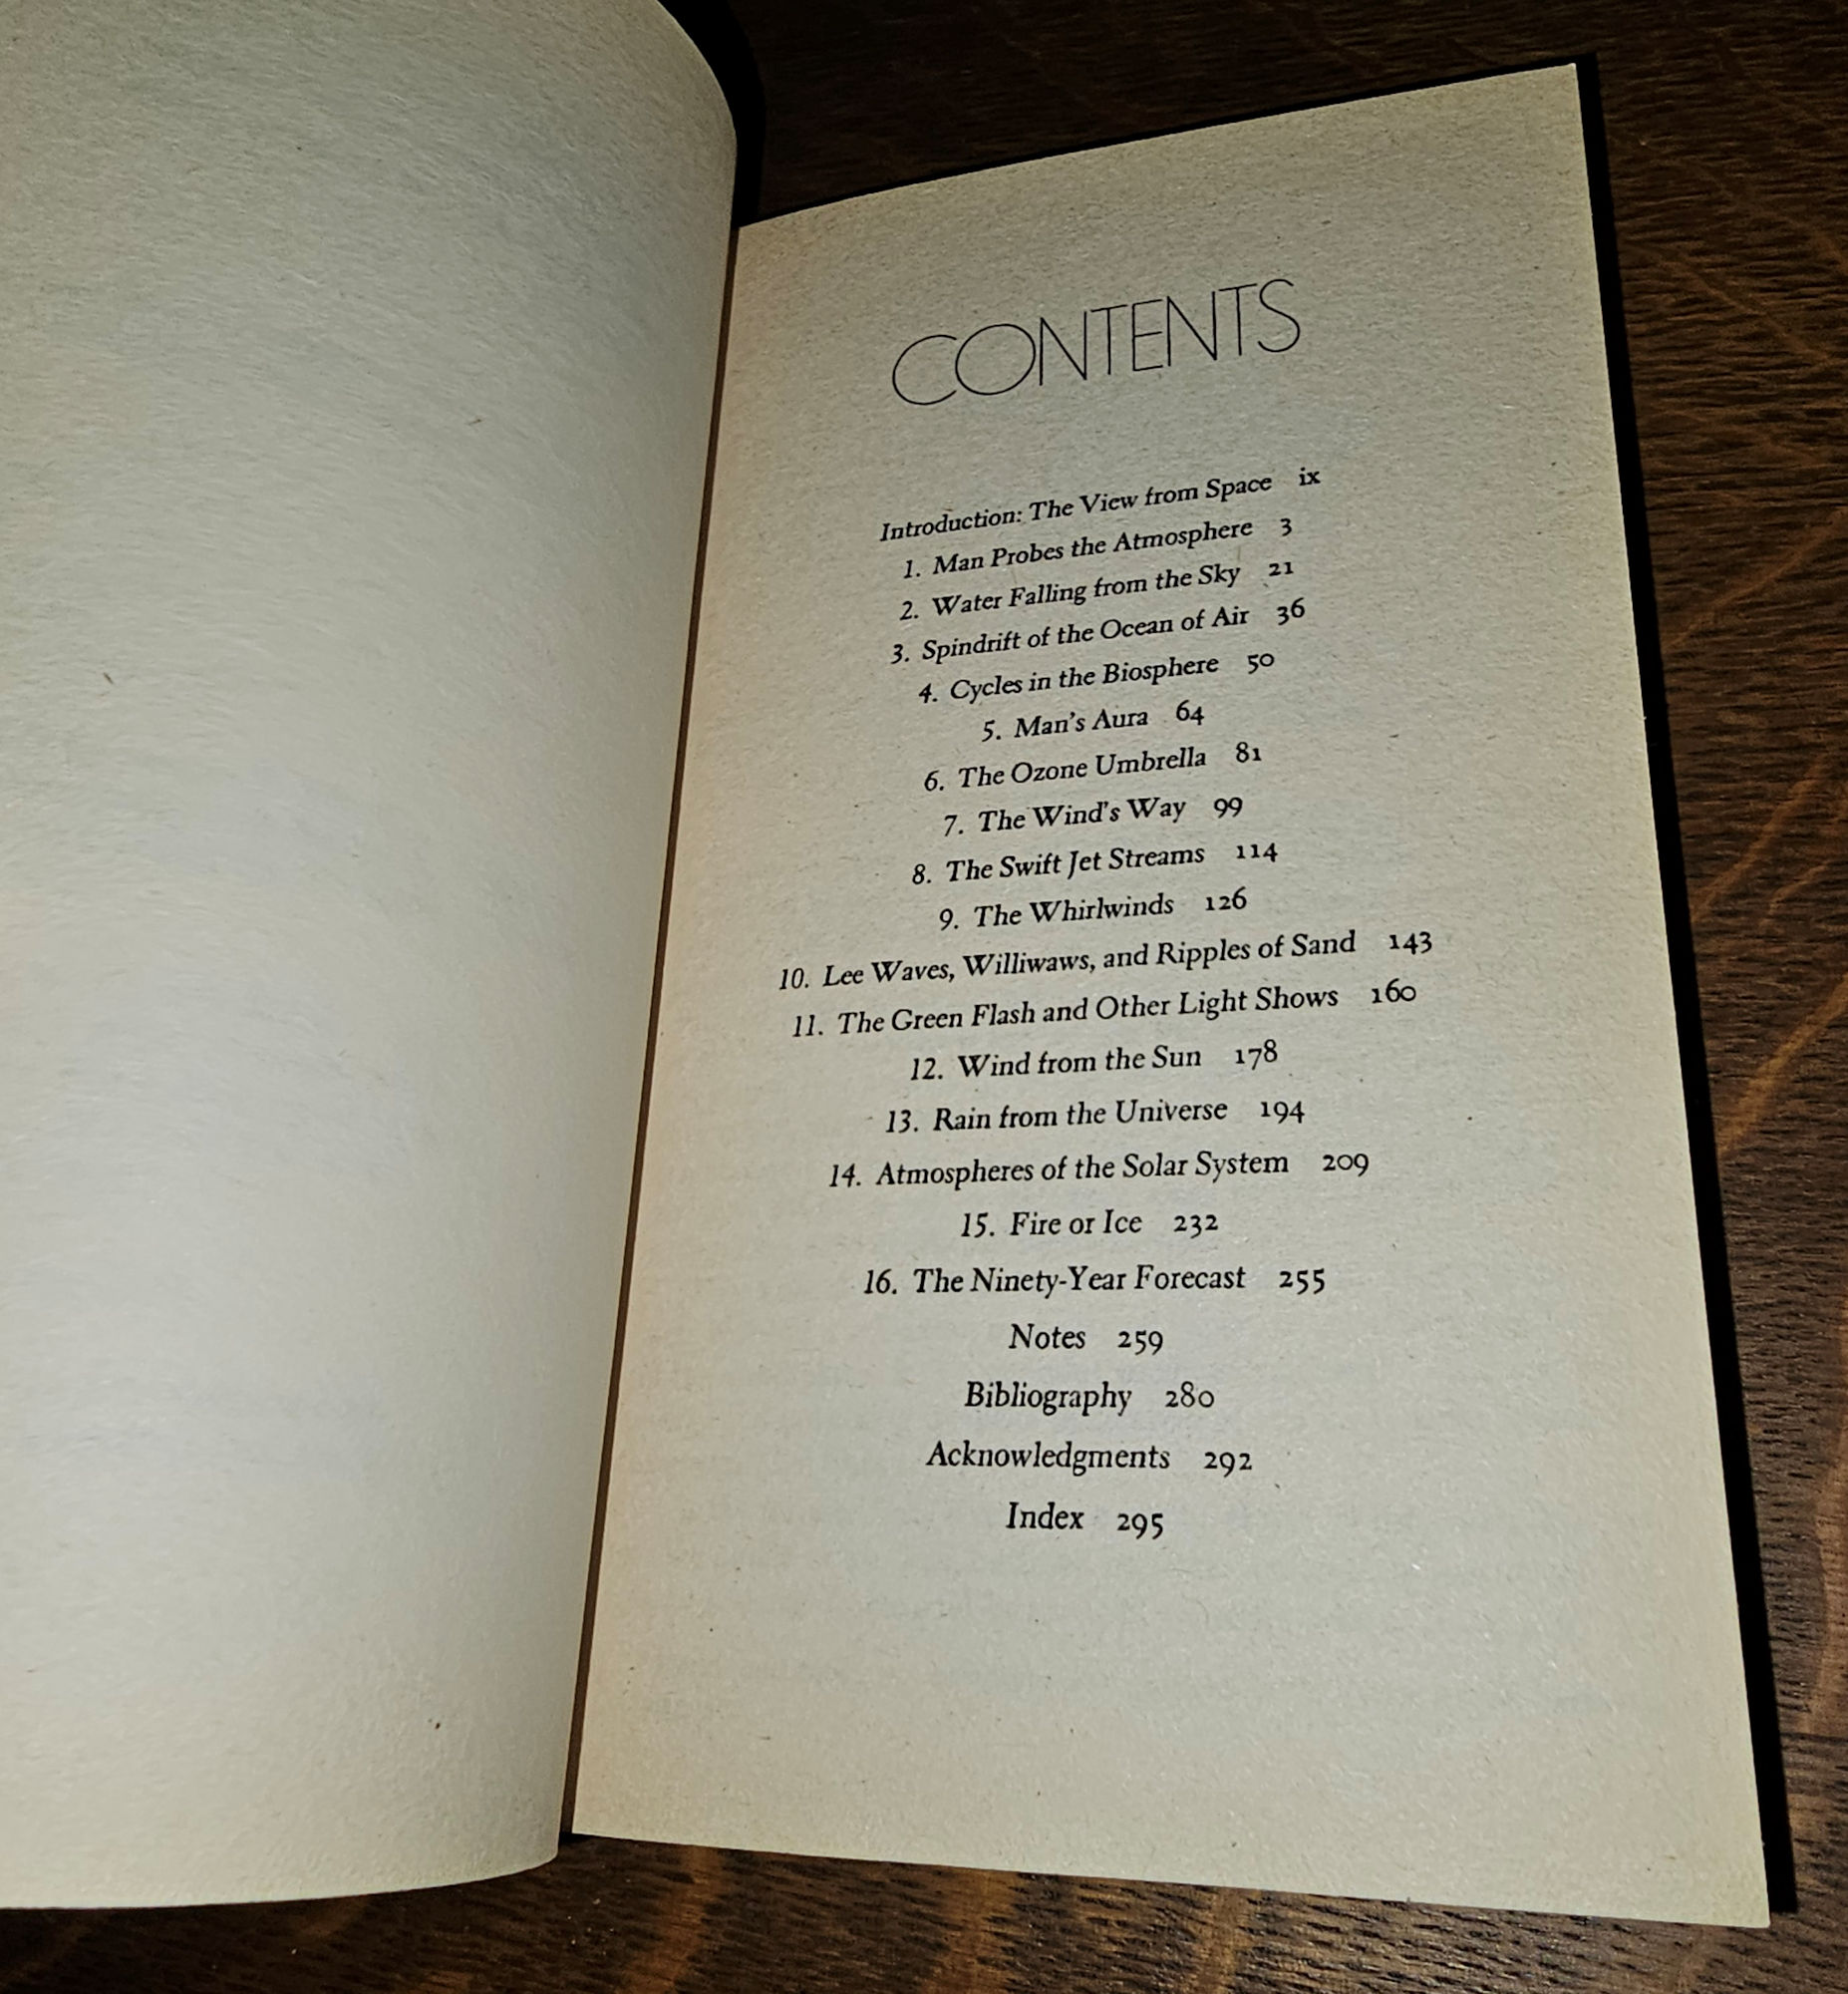 CONTENTS
Introduction: The View from Space ix
1. Man Probes the Atmosphere 3
2. Water Falling from the Sky 21
3. Spindrift of the Ocean of Air 36
4. Cycles in the Biosphere 50
5. Man's Aura 64
6. The Ozone Umbrella 81
7. The Wind's Way 99
8. The Swift Jet Streams 114
9. The Whirlwinds 126
10. Lee Waves, Williwaws, and Ripples of Sand 143
11. The Green Flash and Other Light Shows 160
12. Wind from the Sun 178
13. Rain from the Universe 194
14. Atmospheres of the Solar System 209
15. Fire or Ice 232
16. The Ninety-Year Forecast 255
Notes 259
Bibliography 280
Acknowledgments 292
Index 295